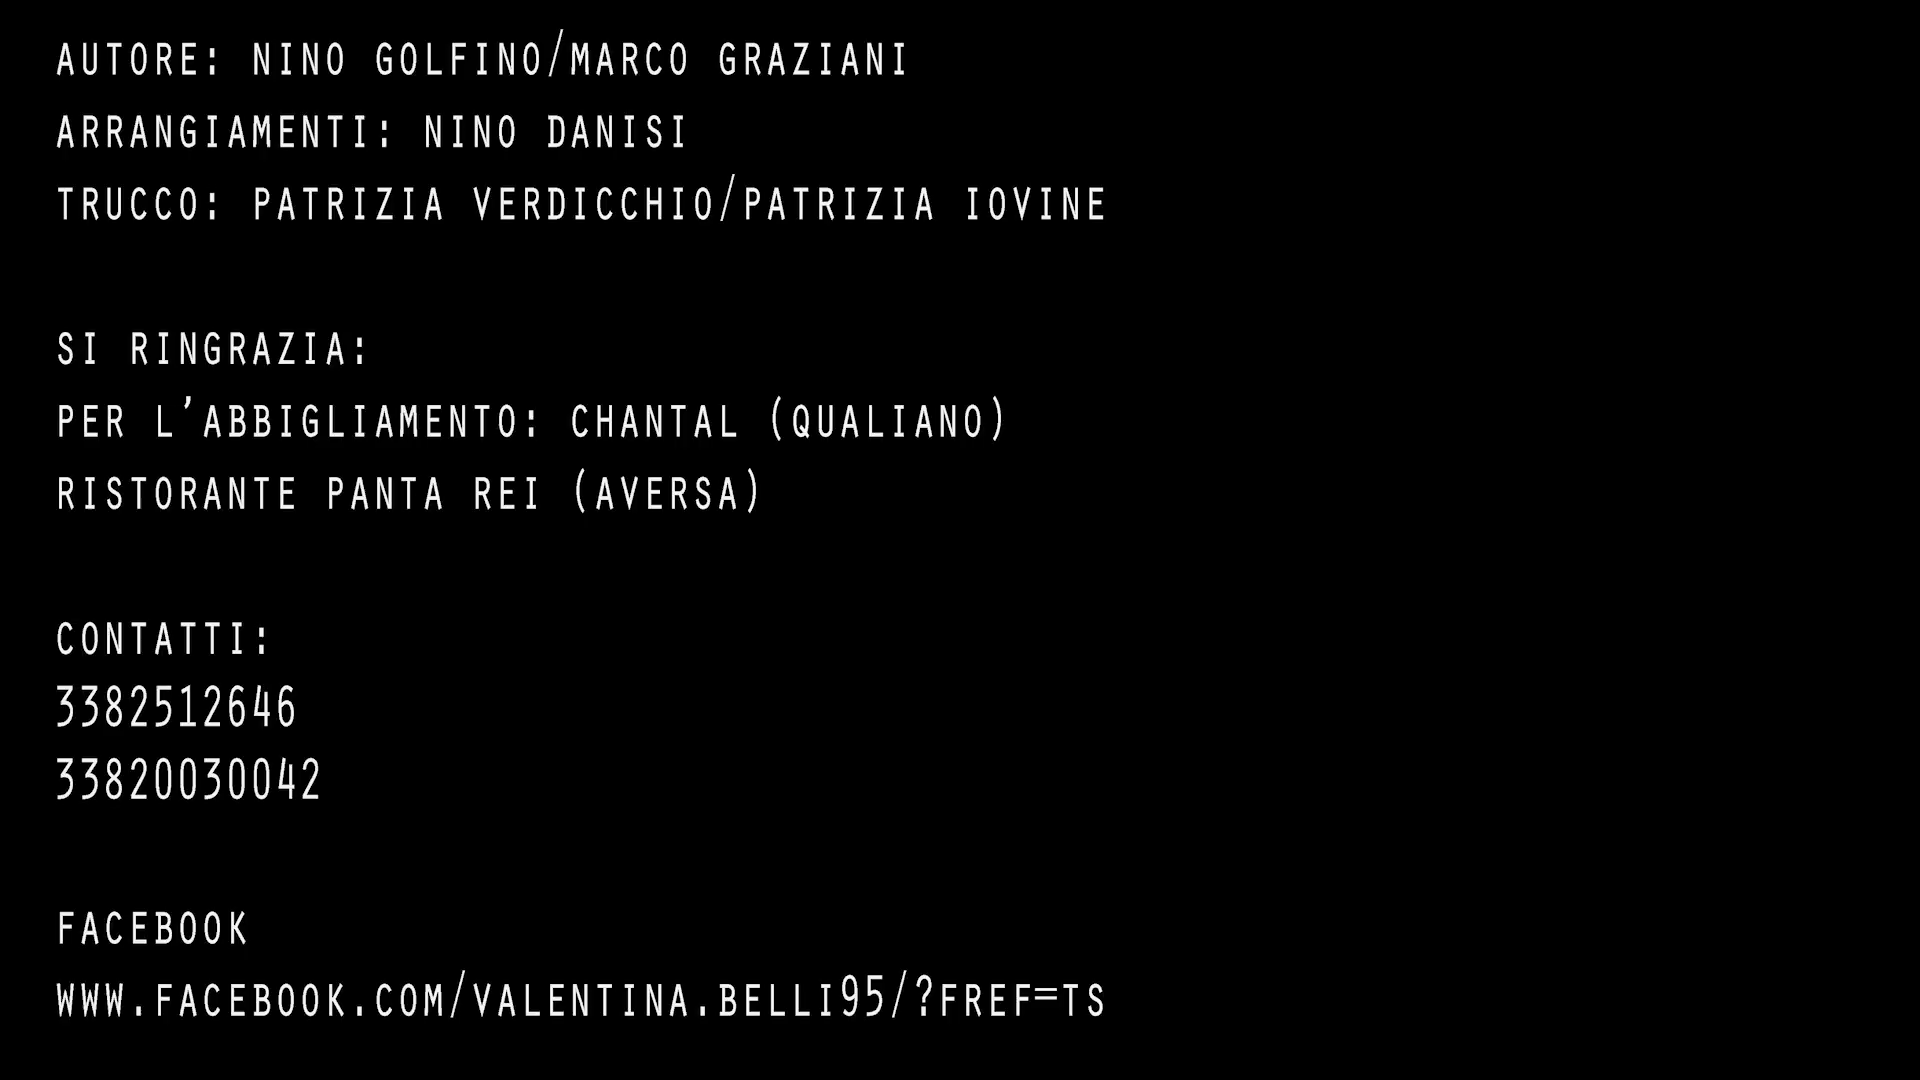 AUTORE: NINO GOLFINO/MARCO GRAZIANI
ARRANGIAMENTI: NINO DANISI
TRUCCO: PATRIZIA VERDICCHIO/PATRIZIA IOVINE
SI RINGRAZIA:
PER L'ABBIGLIAMENTO: CHANTAL (QUALIANO)
RISTORANTE PANTA REI (AVERSA)
CONTATTI:
3382512646
33820030042
FACEBOOK
WWW.FACEBOOK.COM/VALENTINA.BELLI95/?FREF=TS